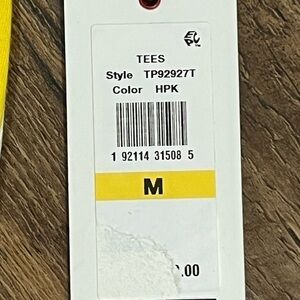 TEES
Style TP92927T
Color HPK
1 92114 31508 5
M
.00